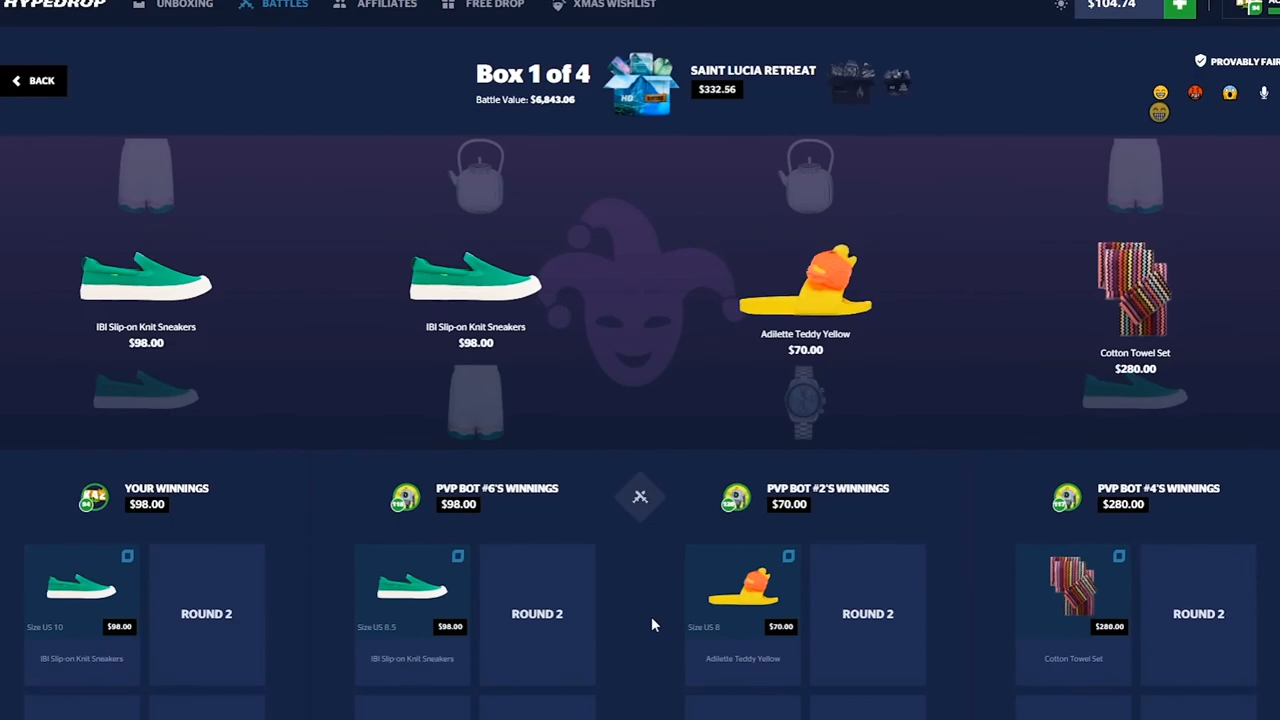 HYPEDROP
UNBOXING
BATTLES
AFFILIATES
FREE DROP
XMAS WISHLIST
$104.74
BACK
Box 1 of 4
Battle Value: $6,843.06
HD
SAINT LUCIA RETREAT
$332.56
PROVABLY FAIR
IBI Slip-on Knit Sneakers
$98.00
IBI Slip-on Knit Sneakers
$98.00
Adilette Teddy Yellow
$70.00
Cotton Towel Set
$280.00
YOUR WINNINGS
$98.00
PVP BOT #6'S WINNINGS
$98.00
PVP BOT #2'S WINNINGS
$70.00
PVP BOT #4'S WINNINGS
$280.00
Size US 10
$98.00
IBI Slip-on Knit Sneakers
ROUND 2
Size US 8.5
$98.00
IBI Slip-on Knit Sneakers
ROUND 2
Size US 8
$70.00
Adilette Teddy Yellow
ROUND 2
$280.00
Cotton Towel Set
ROUND 2